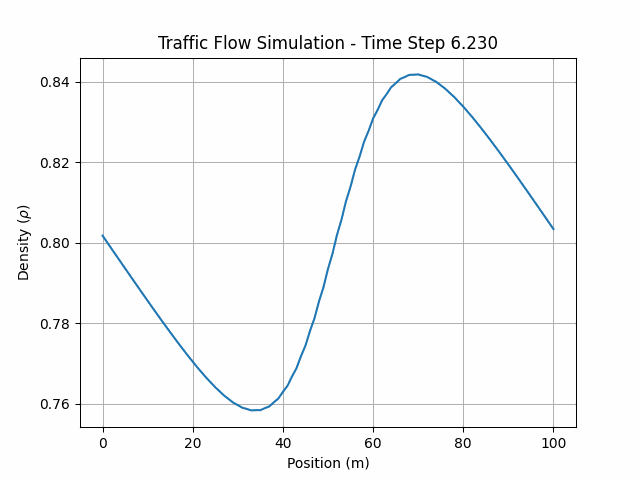 Traffic Flow Simulation - Time Step 6.230
Density (ρ)
0.84
0.82
0.80
0.78
0.76
0 20 40 60 80 100
Position (m)